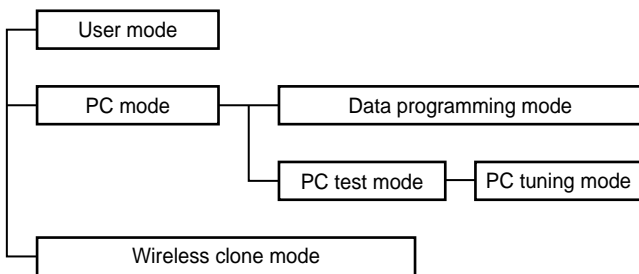 User mode
PC mode
Data programming mode
PC test mode
PC tuning mode
Wireless clone mode